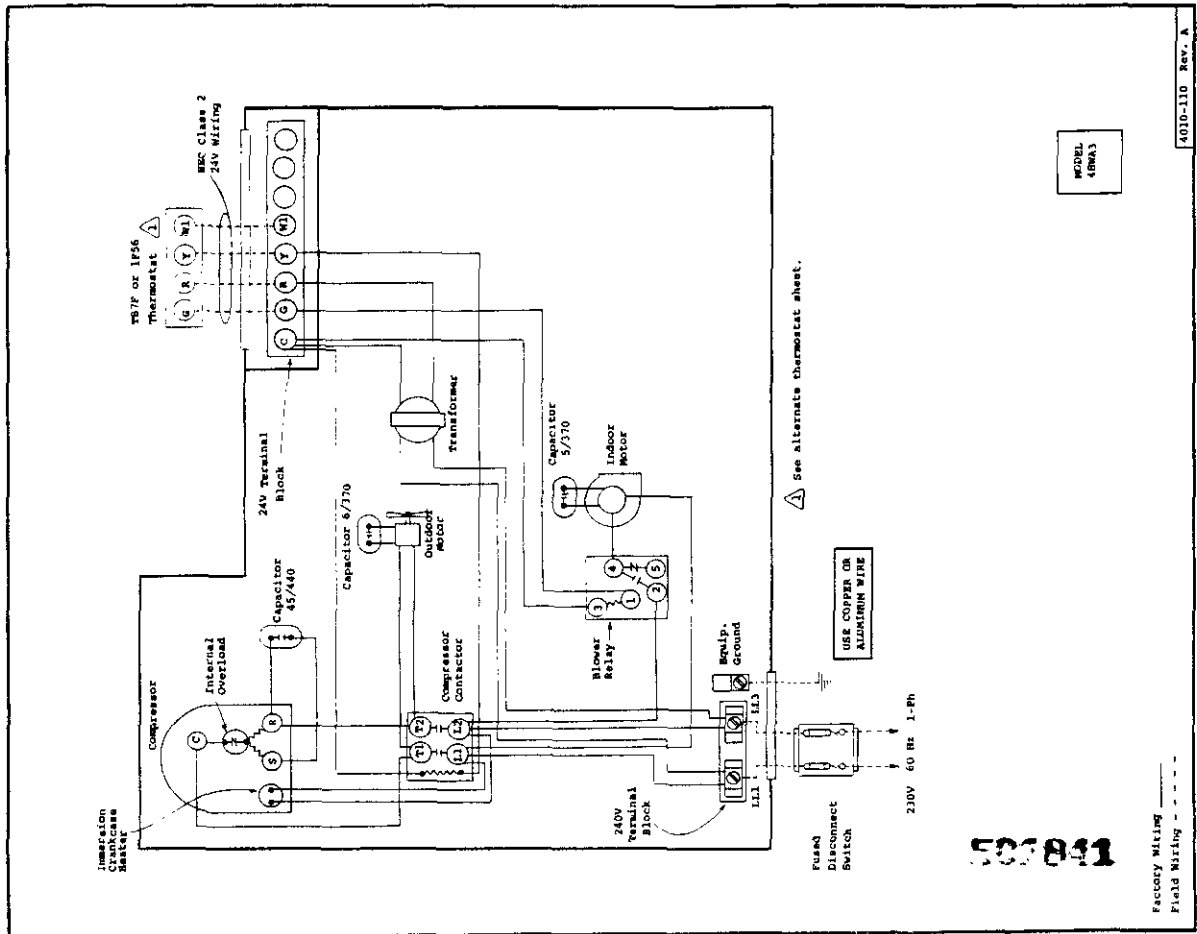 4010-110 Rev. A
MODEL
48WA3
T87F or 1F56
Thermostat
1
NEC Class 2
24V Wiring
G
R
Y
W1
C
G
R
Y
W1
24V Terminal
Block
Transformer
Capacitor
5/370
Indoor
Motor
Capacitor 6/370
Outdoor
Motor
Capacitor
45/440
Internal
Overload
Compressor
C
R
S
Immersion
Crankcase
Heater
Compressor
Contactor
T2
L2
T1
L1
Blower
Relay
4
5
3
1
2
Equip.
Ground
LL3
LL1
240V
Terminal
Block
1 See alternate thermostat sheet.
USE COPPER OR
ALUMINUM WIRE
Fused
Disconnect
Switch
230V 60 Hz 1-Ph
Factory Wiring
Field Wiring